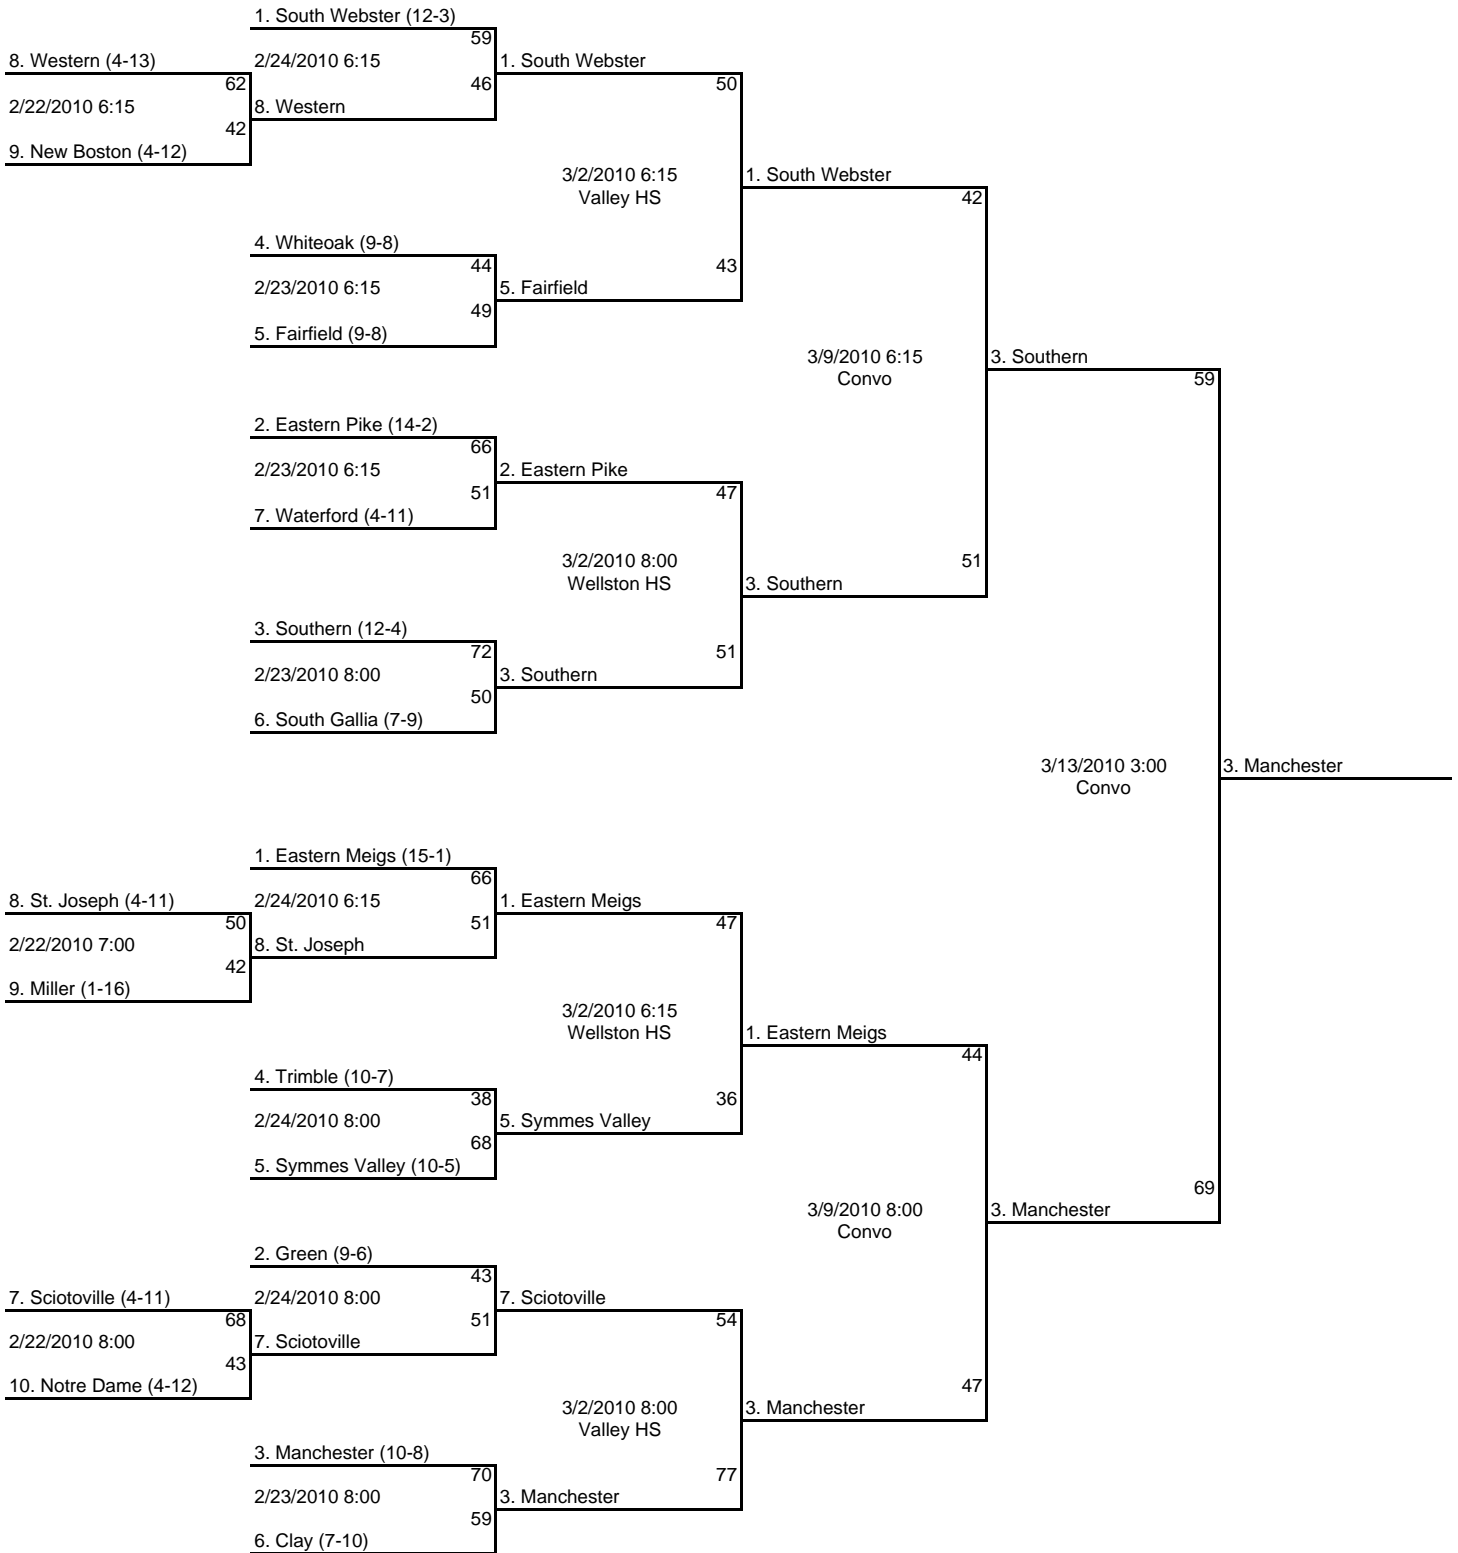 1. South Webster (12-3)
59
8. Western (4-13)
2/24/2010 6:15
1. South Webster
62
46
50
2/22/2010 6:15
8. Western
42
9. New Boston (4-12)
3/2/2010 6:15
1. South Webster
Valley HS
42
4. Whiteoak (9-8)
44
43
2/23/2010 6:15
5. Fairfield
49
5. Fairfield (9-8)
3/9/2010 6:15
3. Southern
Convo
59
2. Eastern Pike (14-2)
66
2/23/2010 6:15
2. Eastern Pike
51
47
7. Waterford (4-11)
3/2/2010 8:00
51
Wellston HS
3. Southern
3. Southern (12-4)
72
51
2/23/2010 8:00
3. Southern
50
6. South Gallia (7-9)
3/13/2010 3:00
3. Manchester
Convo
1. Eastern Meigs (15-1)
66
8. St. Joseph (4-11)
2/24/2010 6:15
1. Eastern Meigs
50
51
47
2/22/2010 7:00
8. St. Joseph
42
9. Miller (1-16)
3/2/2010 6:15
Wellston HS
1. Eastern Meigs
44
4. Trimble (10-7)
38
36
2/24/2010 8:00
5. Symmes Valley
68
5. Symmes Valley (10-5)
69
3/9/2010 8:00
3. Manchester
Convo
2. Green (9-6)
43
7. Sciotoville (4-11)
2/24/2010 8:00
7. Sciotoville
68
51
54
2/22/2010 8:00
7. Sciotoville
43
10. Notre Dame (4-12)
47
3/2/2010 8:00
3. Manchester
Valley HS
3. Manchester (10-8)
70
77
2/23/2010 8:00
3. Manchester
59
6. Clay (7-10)